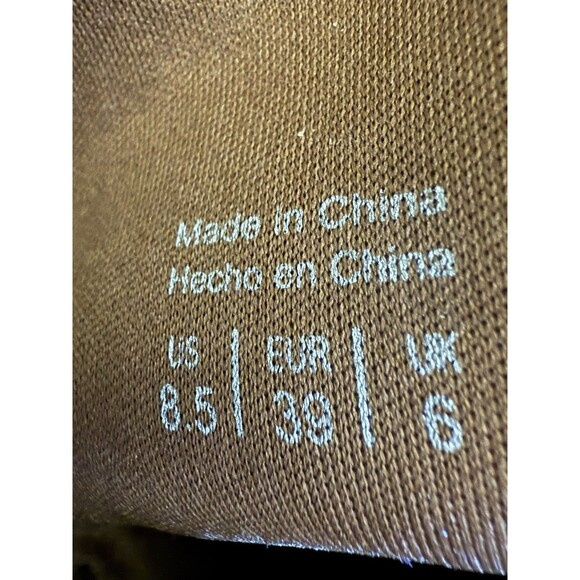 Made in China
Hecho en China
US | EUR | UK
8.5 | 39 | 6